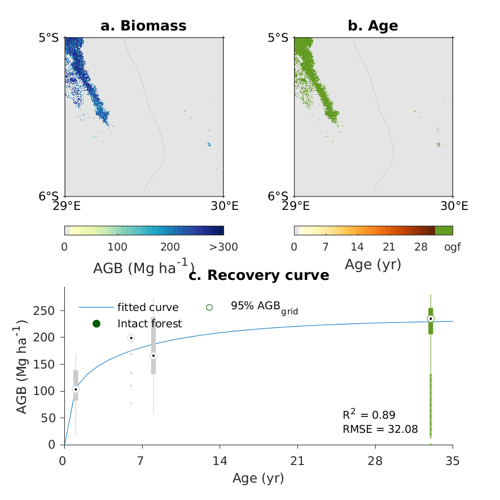 a. Biomass
5°S
6°S
29°E
30°E
0
100
200
>300
AGB (Mg ha⁻¹)
b. Age
5°S
6°S
29°E
30°E
0
7
14
21
28
ogf
Age (yr)
c. Recovery curve
fitted curve
95% AGB_grid
Intact forest
AGB (Mg ha⁻¹)
250
200
150
100
50
0
R² = 0.89
RMSE = 32.08
0
7
14
21
28
35
Age (yr)